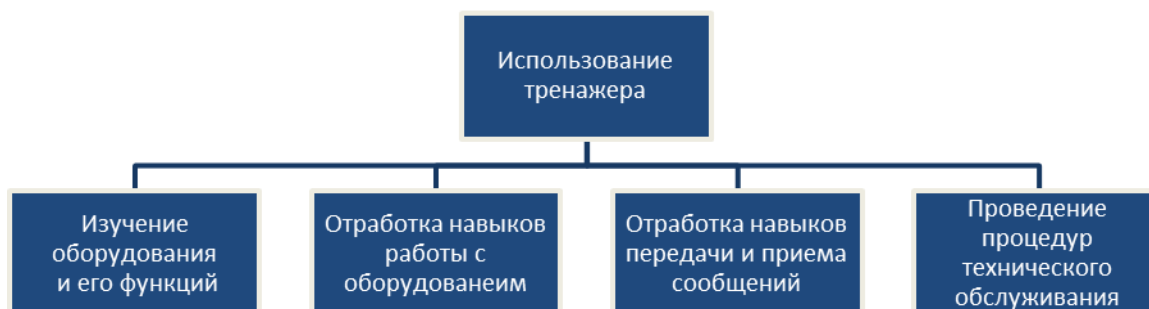 Использование
тренажера
Изучение
оборудования
и его функций
Отработка навыков
работы с
оборудованеим
Отработка навыков
передачи и приема
сообщений
Проведение
процедур
технического
обслуживания